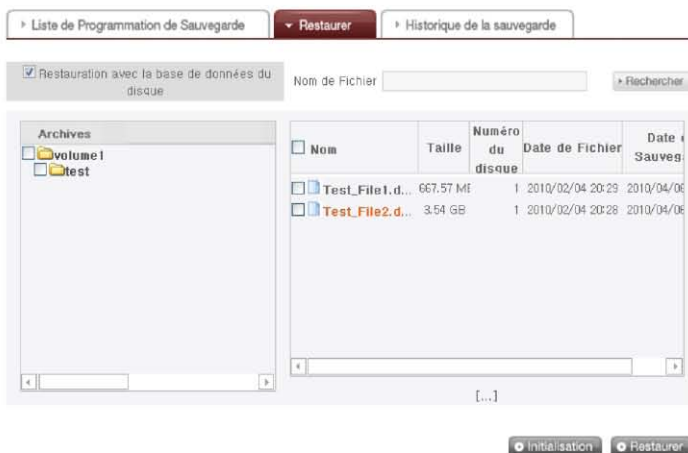 Liste de Programmation de Sauvegarde
Restaurer
Historique de la sauvegarde
Restauration avec la base de données du disque
Nom de Fichier
Rechercher
Archives
volume1
test
Nom Taille Numéro du disque Date de Fichier Date Sauveg
Test_File1.d... 667.57 ME 1 2010/02/04 20:29 2010/04/06
Test_File2.d... 3.54 GB 1 2010/02/04 20:28 2010/04/06
[...]
Initialisation
Restaurer